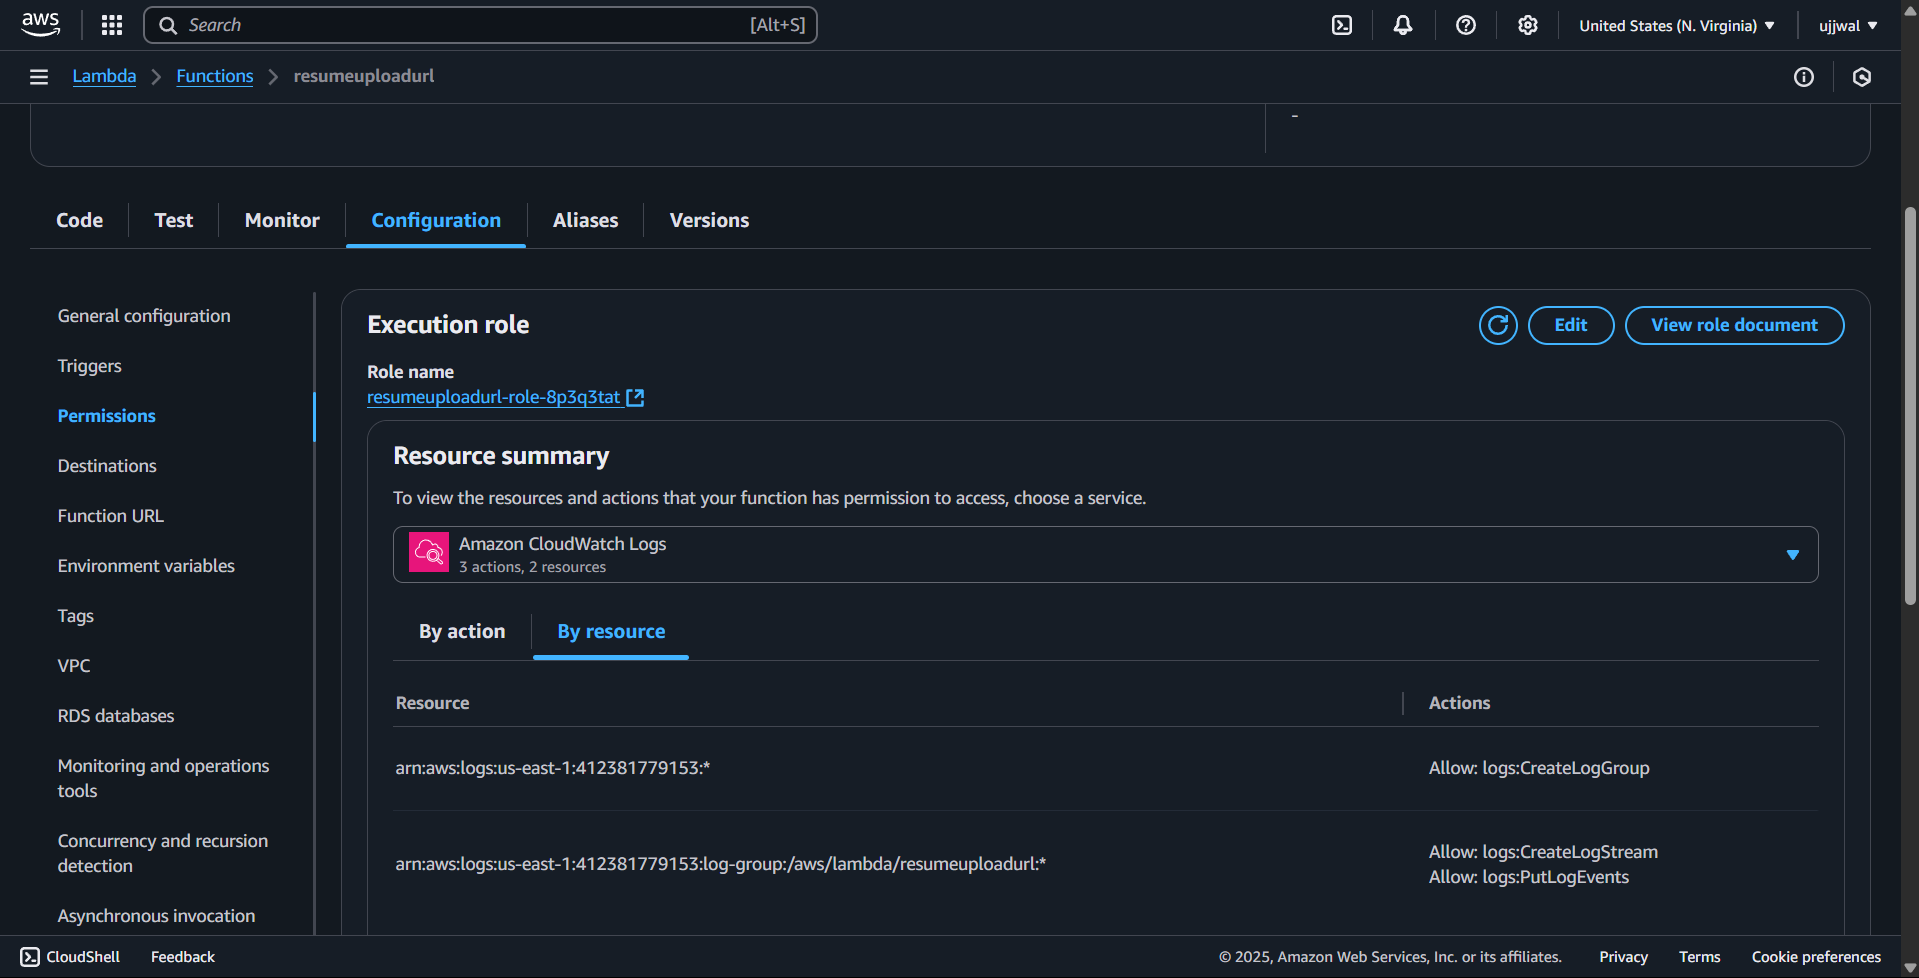 aws
Search [Alt+S]
United States (N. Virginia)
ujjwal
Lambda
Functions
resumeuploadurl
-
Code
Test
Monitor
Configuration
Aliases
Versions
General configuration
Triggers
Permissions
Destinations
Function URL
Environment variables
Tags
VPC
RDS databases
Monitoring and operations
tools
Concurrency and recursion
detection
Asynchronous invocation
Execution role
Edit
View role document
Role name
resumeuploadurl-role-8p3q3tat
Resource summary
To view the resources and actions that your function has permission to access, choose a service.
Amazon CloudWatch Logs
3 actions, 2 resources
By action
By resource
Resource
Actions
arn:aws:logs:us-east-1:412381779153:*
Allow: logs:CreateLogGroup
arn:aws:logs:us-east-1:412381779153:log-group:/aws/lambda/resumeuploadurl:*
Allow: logs:CreateLogStream
Allow: logs:PutLogEvents
CloudShell
Feedback
© 2025, Amazon Web Services, Inc. or its affiliates.
Privacy
Terms
Cookie preferences